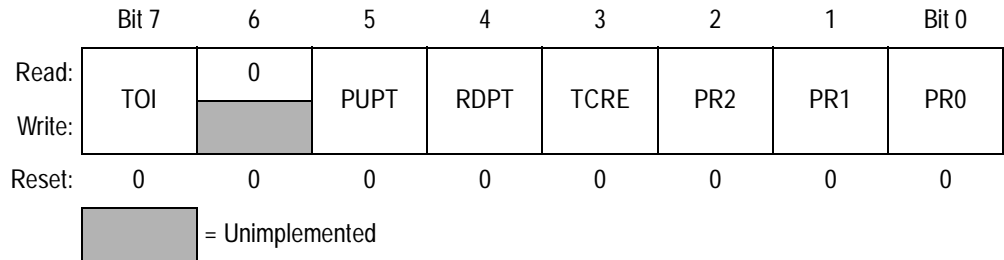 Bit 7 6 5 4 3 2 1 Bit 0
Read: TOI 0 PUPT RDPT TCRE PR2 PR1 PR0
Write:
Reset: 0 0 0 0 0 0 0 0
= Unimplemented